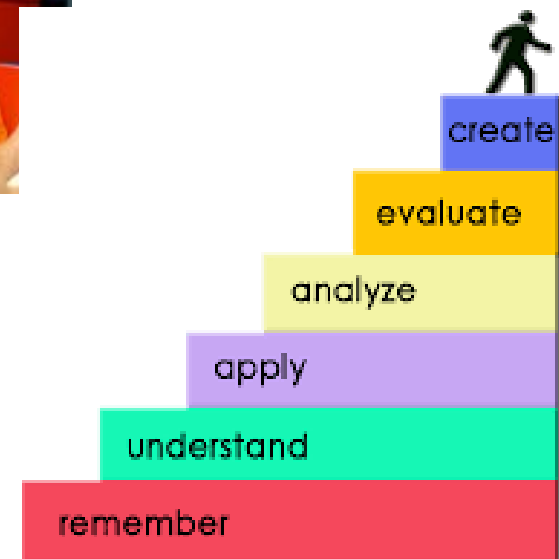 create
evaluate
analyze
apply
understand
remember